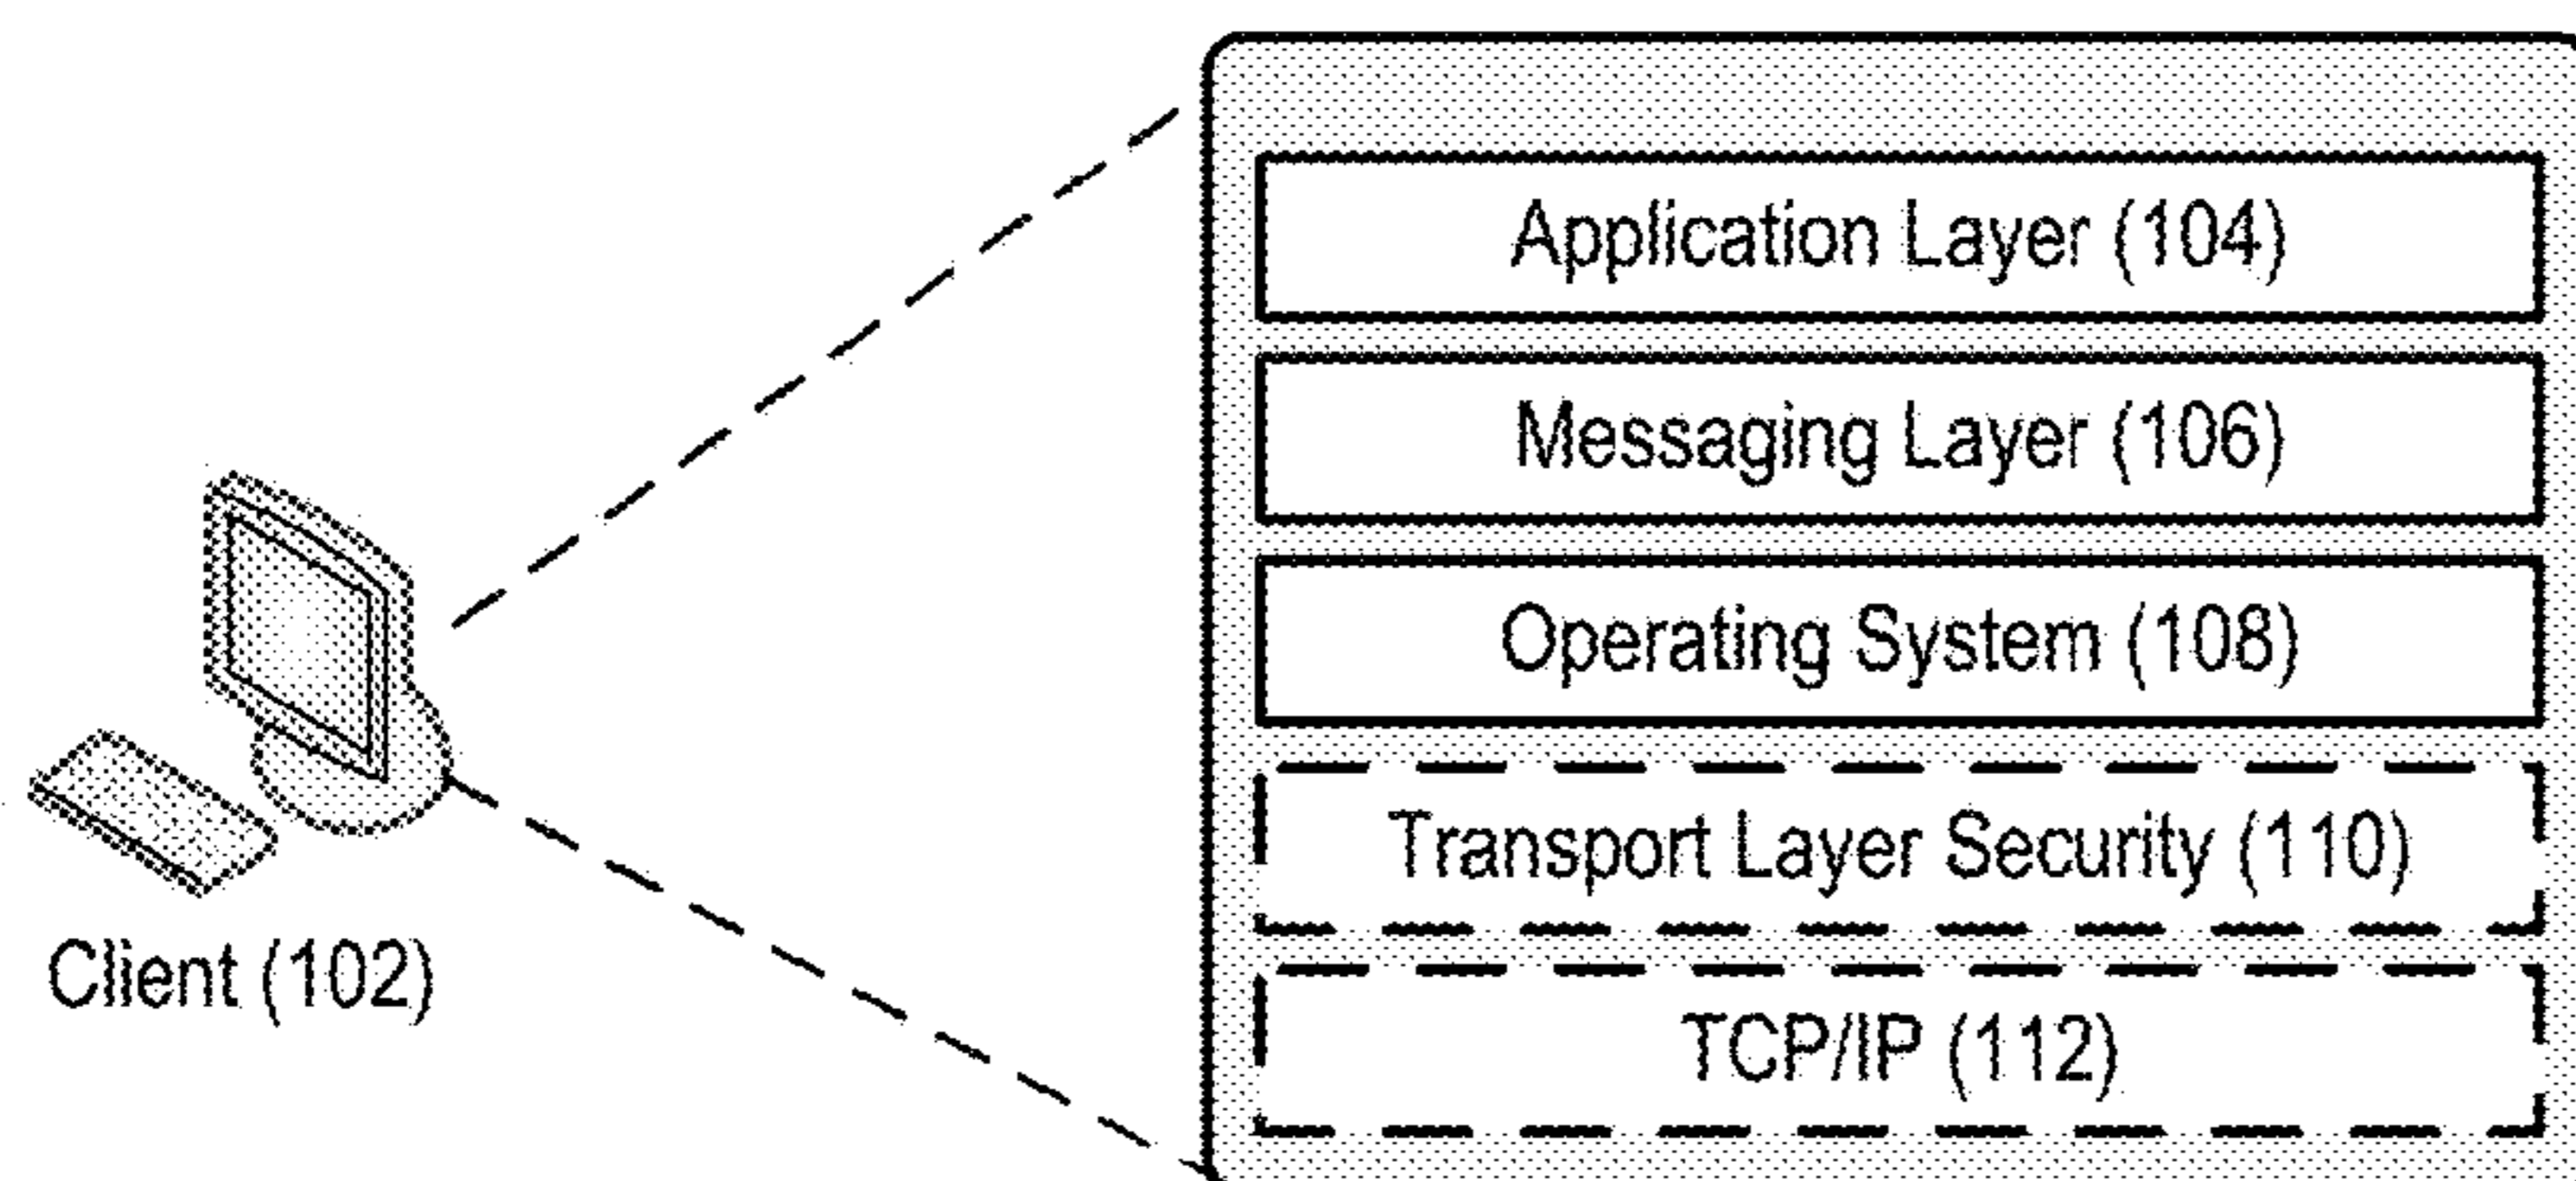 Application Layer (104)
Messaging Layer (106)
Operating System (108)
Transport Layer Security (110)
TCP/IP (112)
Client (102)